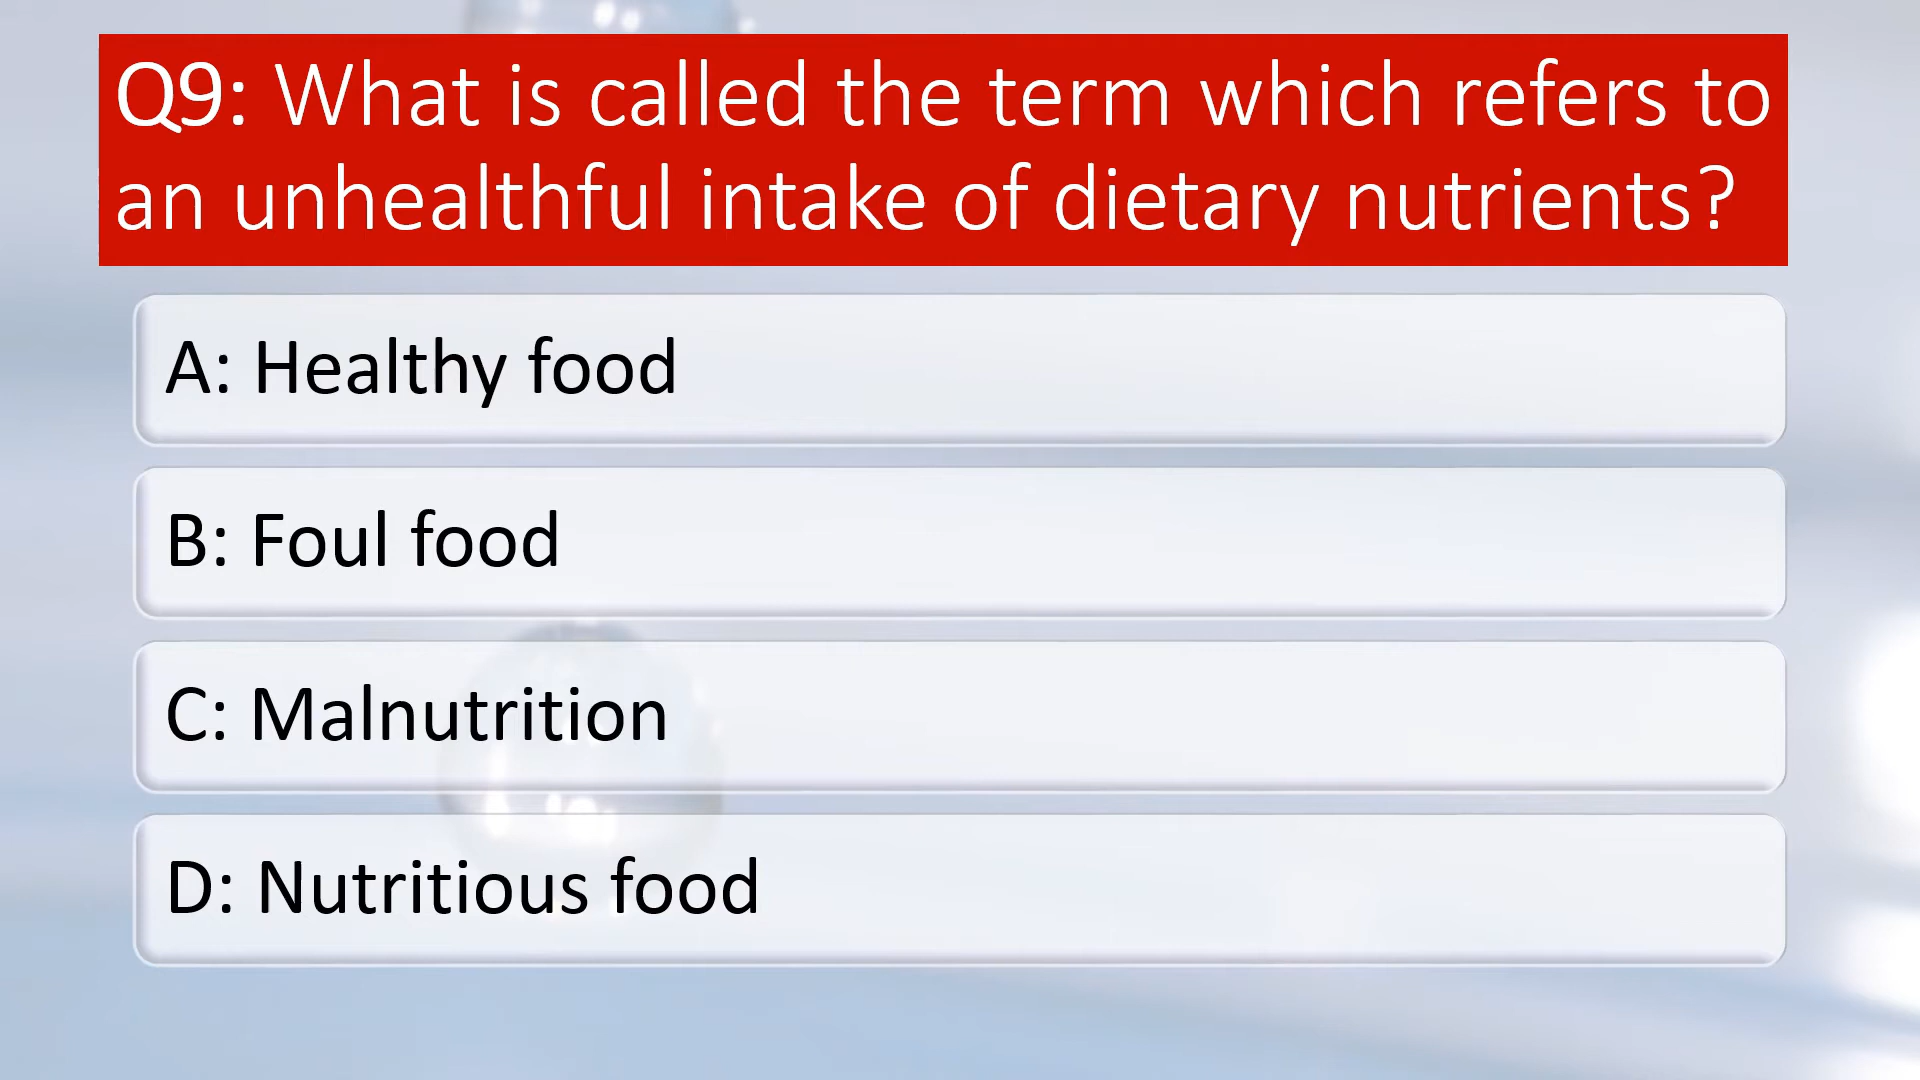 Q9: What is called the term which refers to
an unhealthful intake of dietary nutrients?
A: Healthy food
B: Foul food
C: Malnutrition
D: Nutritious food